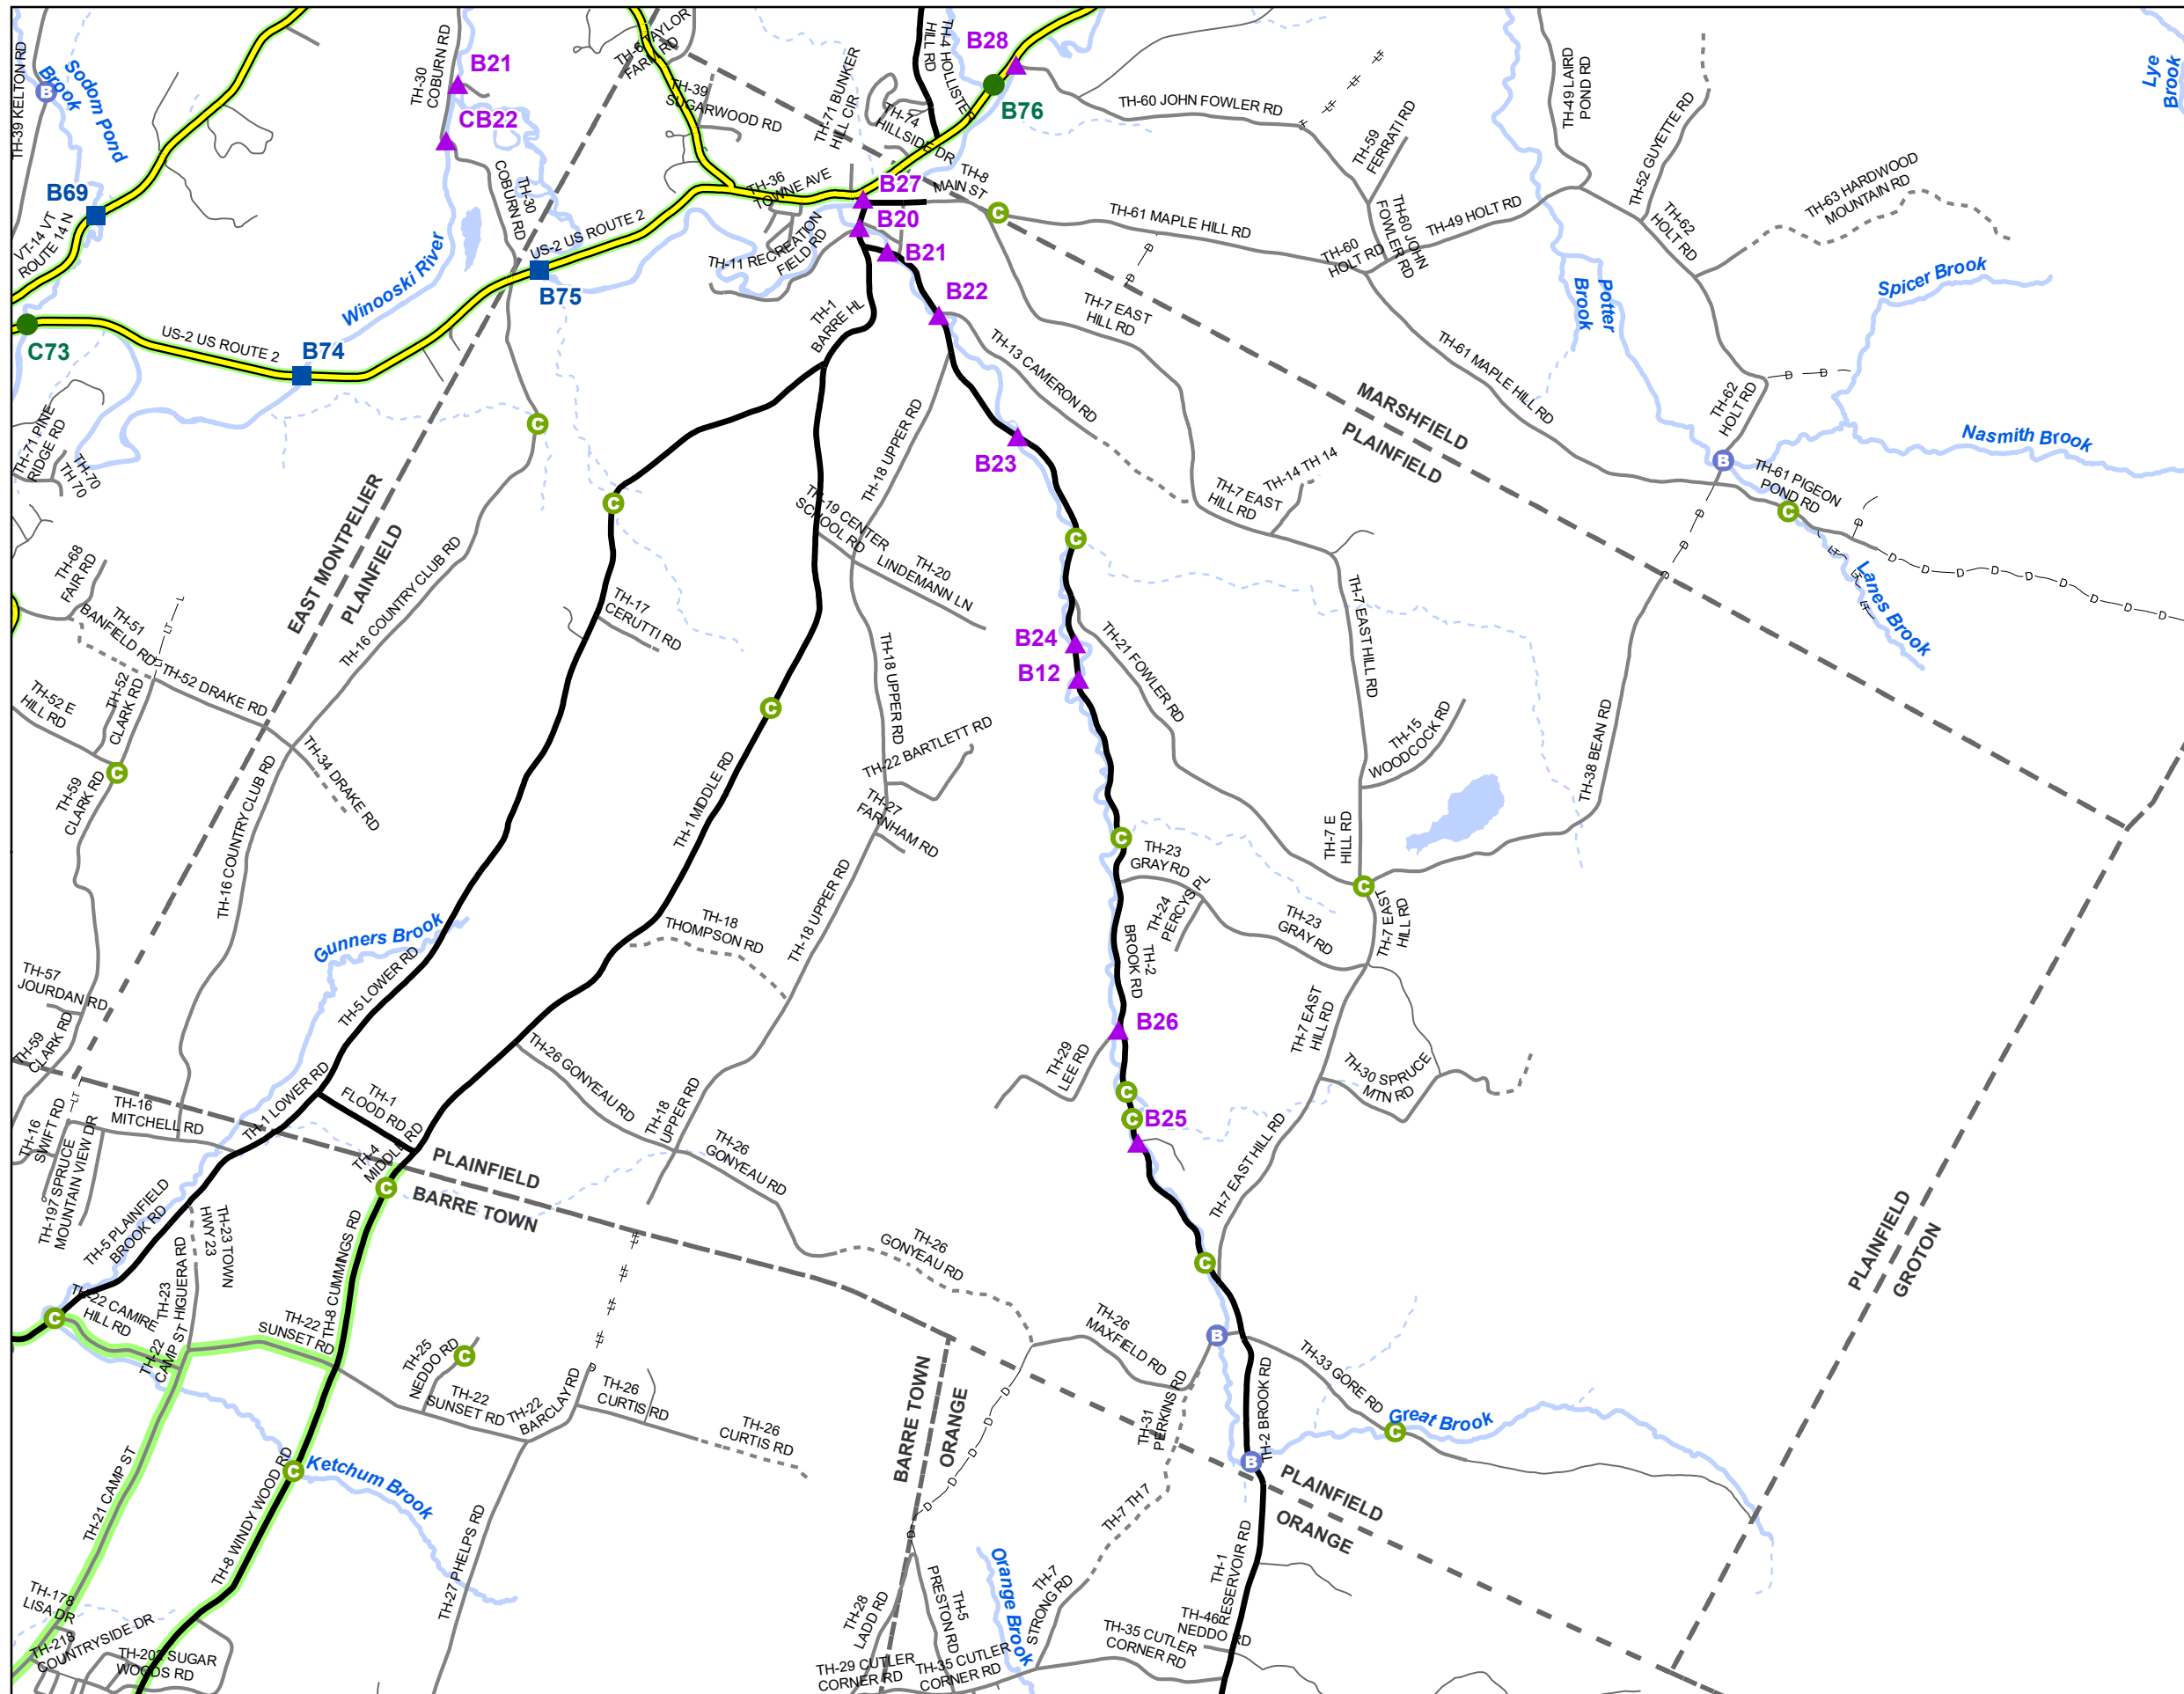 TH-39 KELTON RD
B
Sodom Pond
Brook
B69
VT-14 VT
ROUTE 14 N
C73
US-2 US ROUTE 2
B74
Winooski River
TH-30
COBURN RD
B21
CB22
TH-30
COBURN RD
B75
US-2 US ROUTE 2
TH-6 TAYLOR
FARM RD
TH-39
SUGARWOOD RD
TH-71 BUNKER
HILL CIR
TH-4 HOLLISTER
HILL RD
TH-74
HILLSIDE DR
B28
B76
TH-36
TOWNE AVE
B27
TH-8
MAIN ST
B20
B21
TH-11 RECREATION
FIELD RD
B22
TH-1
BARRE HL
C
TH-61 MAPLE HILL RD
TH-60 JOHN FOWLER RD
TH-59
FERRATI RD
TH-60 JOHN
FOWLER RD
TH-60
HOLT RD
TH-49 HOLT RD
TH-49 LAIRD
POND RD
TH-52 GUYETTE RD
TH-62
HOLT RD
TH-63 HARDWOOD
MOUNTAIN RD
Lye
Brook
Spicer Brook
Potter
Brook
Nasmith Brook
TH-62
HOLT RD
B
TH-61 PIGEON
POND RD
C
Lanes Brook
TH-61 MAPLE HILL RD
MARSHFIELD
PLAINFIELD
TH-7 EAST
HILL RD
TH-13 CAMERON RD
B23
TH-14 TH 14
TH-7 EAST
HILL RD
TH-18 UPPER RD
TH-19 CENTER
SCHOOL RD
TH-20
LINDEMANN LN
C
C
C
TH-71 PINE
RIDGE RD
TH-70
TH 70
EAST MONTPELIER
PLAINFIELD
TH-16 COUNTRY CLUB RD
TH-68
FAIR RD
TH-51
BANFIELD RD
LT
TH-52 DRAKE RD
TH-52
CLARK RD
TH-52 E
HILL RD
C
TH-59
CLARK RD
TH-34 DRAKE RD
TH-16 COUNTRY CLUB RD
TH-17
CERUTTI RD
C
TH-1 MIDDLE RD
TH-18 UPPER RD
TH-22 BARTLETT RD
TH-27
FARNHAM RD
B24
B12
TH-21 FOWLER RD
TH-7 EAST HILL RD
TH-15
WOODCOCK RD
TH-38 BEAN RD
TH-7 E
HILL RD
C
C
TH-23
GRAY RD
TH-24
PERCYS PL
TH-23
GRAY RD
TH-7 EAST
HILL RD
TH-2
BROOK RD
TH-18 UPPER RD
TH-18
THOMPSON RD
Gunners Brook
TH-5 LOWER RD
TH-57
JOURDAN RD
TH-59
CLARK RD
TH-16
SWIFT RD
LT
TH-16
MITCHELL RD
TH-197 SPRUCE
MOUNTAIN VIEW DR
TH-1 LOWER RD
TH-1
FLOOD RD
TH-4
MIDDLE RD
PLAINFIELD
BARRE TOWN
C
TH-26 GONYEAU RD
TH-18
UPPER RD
TH-26
GONYEAU RD
TH-26
GONYEAU RD
B26
TH-29
LEE RD
C
C
B25
TH-7 EAST
HILL RD
TH-30 SPRUCE
MTN RD
TH-7 EAST HILL RD
C
TH-5 PLAINFIELD
BROOK RD
TH-23 TOWN
HWY 23
TH-23
HIGUERA RD
TH-22 CAMIRE
HILL RD
C
TH-22
CAMP ST
TH-22
SUNSET RD
TH-8 CUMMINGS RD
TH-25
NEDDO RD
C
TH-22
SUNSET RD
TH-22
BARCLAY RD
TH-26
CURTIS RD
TH-26
CURTIS RD
TH-21 CAMP ST
C
Ketchum Brook
TH-8 WINDY WOOD RD
TH-27 PHELPS RD
TH-178
LISA DR
TH-218
COUNTRYSIDE DR
TH-202 SUGAR
WOODS RD
BARRE TOWN
ORANGE
TH-26
MAXFIELD RD
B
TH-31
PERKINS RD
TH-2 BROOK RD
TH-33 GORE RD
Great Brook
C
B
PLAINFIELD
ORANGE
PLAINFIELD
GROTON
TH-7 TH 7
TH-7
STRONG RD
Orange Brook
TH-28
LADD RD
TH-5
PRESTON RD
TH-29 CUTLER
CORNER RD
TH-35 CUTLER
CORNER RD
TH-35 CUTLER
CORNER RD
TH-46
NEDDO RD
TH-1
RESERVOIR RD